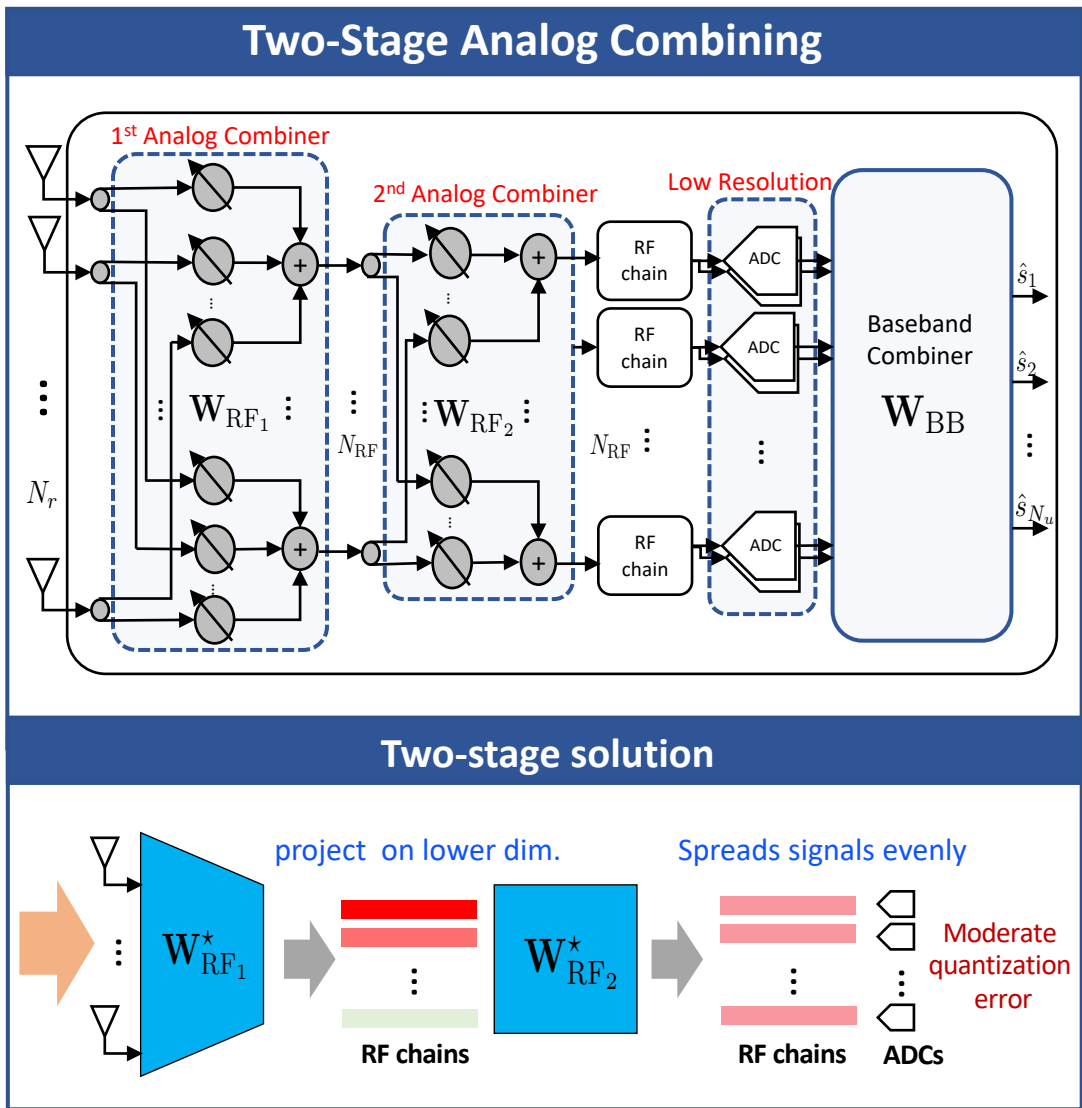 Two-Stage Analog Combining
1st Analog Combiner
2nd Analog Combiner
Low Resolution
RF
chain
ADC
RF
chain
ADC
RF
chain
ADC
+
+
+
+
...
...
...
...
W_RF₁
W_RF₂
N_r
N_RF
N_RF
Baseband
Combiner
W_BB
ŝ₁
ŝ₂
ŝ_{N_u}
Two-stage solution
project on lower dim.
Spreads signals evenly
W*_RF₁
W*_RF₂
Moderate
quantization
error
RF chains
RF chains
ADCs